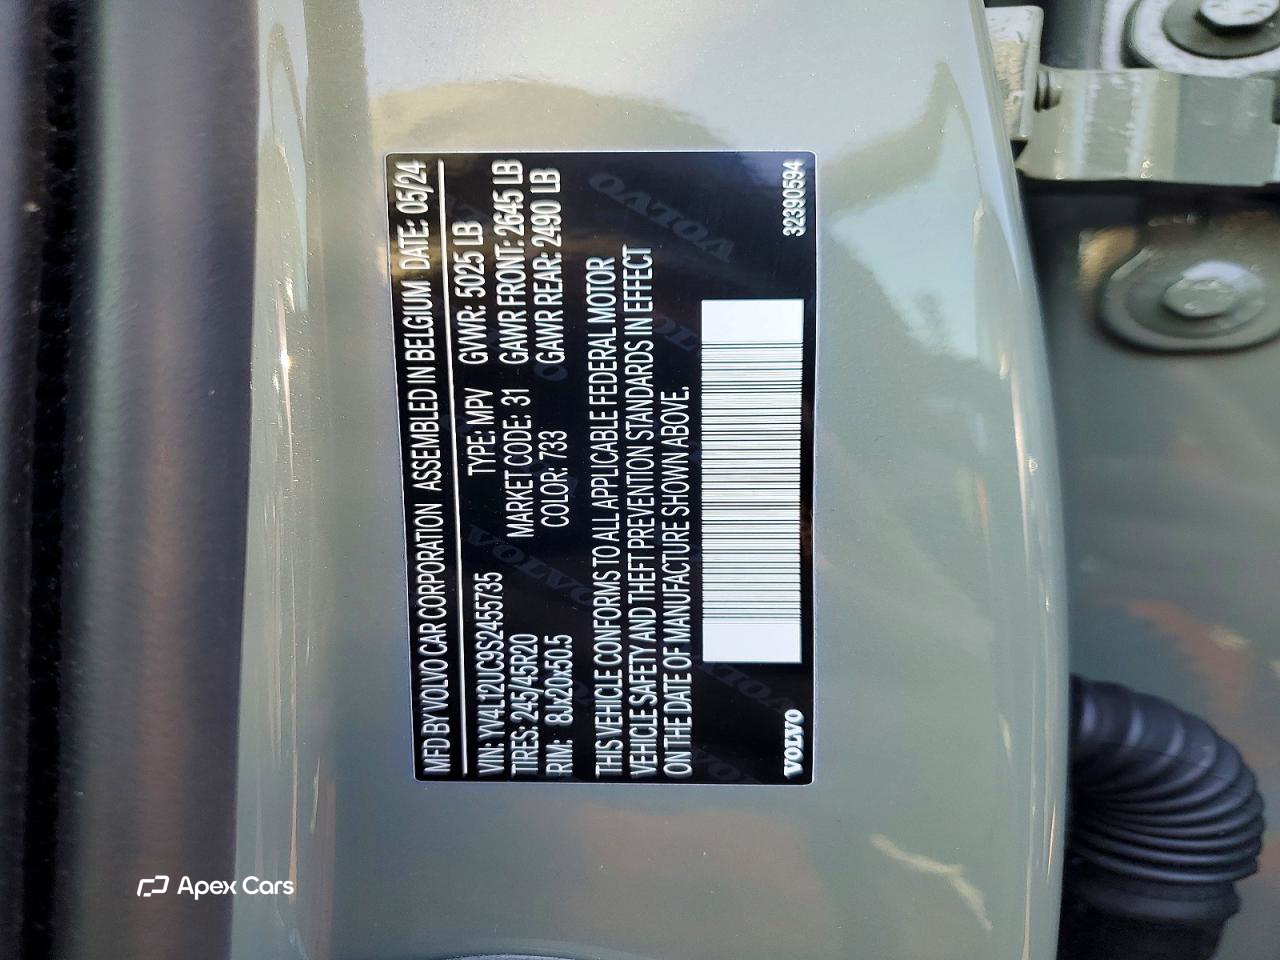 MFD BY VOLVO CAR CORPORATION ASSEMBLED IN BELGIUM DATE: 05/24
VIN: YV4L12UC9S2455735 TYPE: MPV GVWR: 5025 LB
TIRES: 245/45R20 MARKET CODE: 31 GAWR FRONT: 2645 LB
RIM: 8Jx20x50.5 COLOR: 733 GAWR REAR: 2490 LB
THIS VEHICLE CONFORMS TO ALL APPLICABLE FEDERAL MOTOR
VEHICLE SAFETY AND THEFT PREVENTION STANDARDS IN EFFECT
ON THE DATE OF MANUFACTURE SHOWN ABOVE.
VOLVO 32390594
Apex Cars